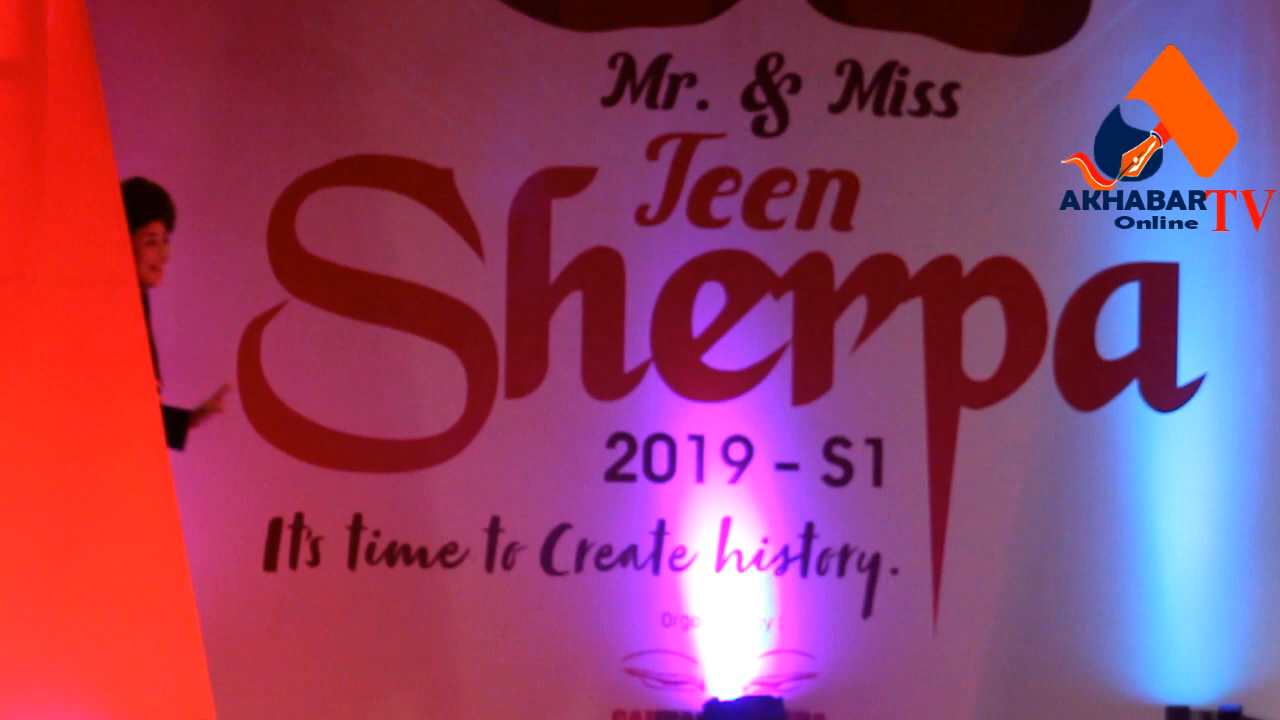 Mr. & Miss
Teen
Sherpa
2019 - S1
It's time to Create history.
AKHABAR TV
Online